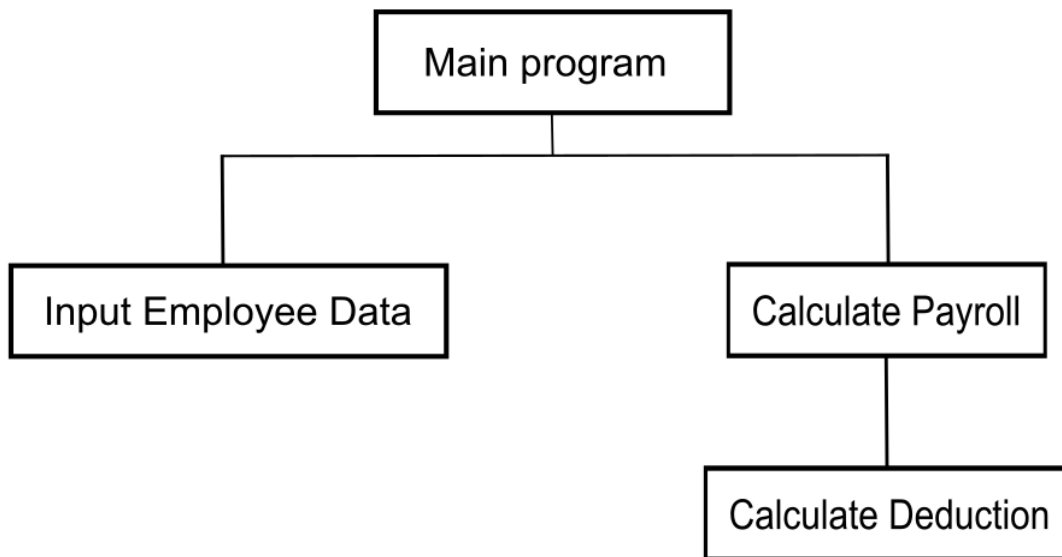 Main program
Input Employee Data
Calculate Payroll
Calculate Deduction